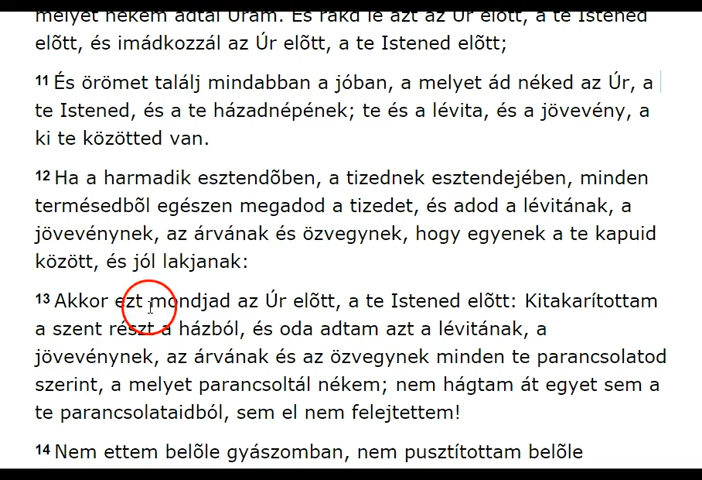 melyet nékem adtál Uram. És rakd le azt az Úr elõtt, a te Istened
elõtt, és imádkozzál az Úr elõtt, a te Istened elõtt;
11 És örömet találj mindabban a jóban, a melyet ád néked az Úr, a
te Istened, és a te házadnépének; te és a lévita, és a jövevény, a
ki te közötted van.
12 Ha a harmadik esztendõben, a tizednek esztendejében, minden
termésedbõl egészen megadod a tizedet, és adod a lévitának, a
jövevénynek, az árvának és özvegynek, hogy egyenek a te kapuid
között, és jól lakjanak:
13 Akkor ezt mondjad az Úr elõtt, a te Istened elõtt: Kitakarítottam
a szent részt a házból, és oda adtam azt a lévitának, a
jövevénynek, az árvának és az özvegynek minden te parancsolatod
szerint, a melyet parancsoltál nékem; nem hágtam át egyet sem a
te parancsolataidból, sem el nem felejtettem!
14 Nem ettem belõle gyászomban, nem pusztítottam belõle